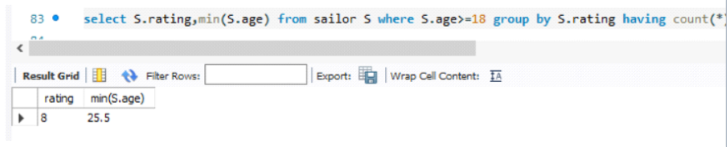 83 select S.rating,min(S.age) from sailor S where S.age>=18 group by S.rating having count(*
Result Grid Filter Rows: Export: Wrap Cell Content: IA
rating min(S.age)
8 25.5